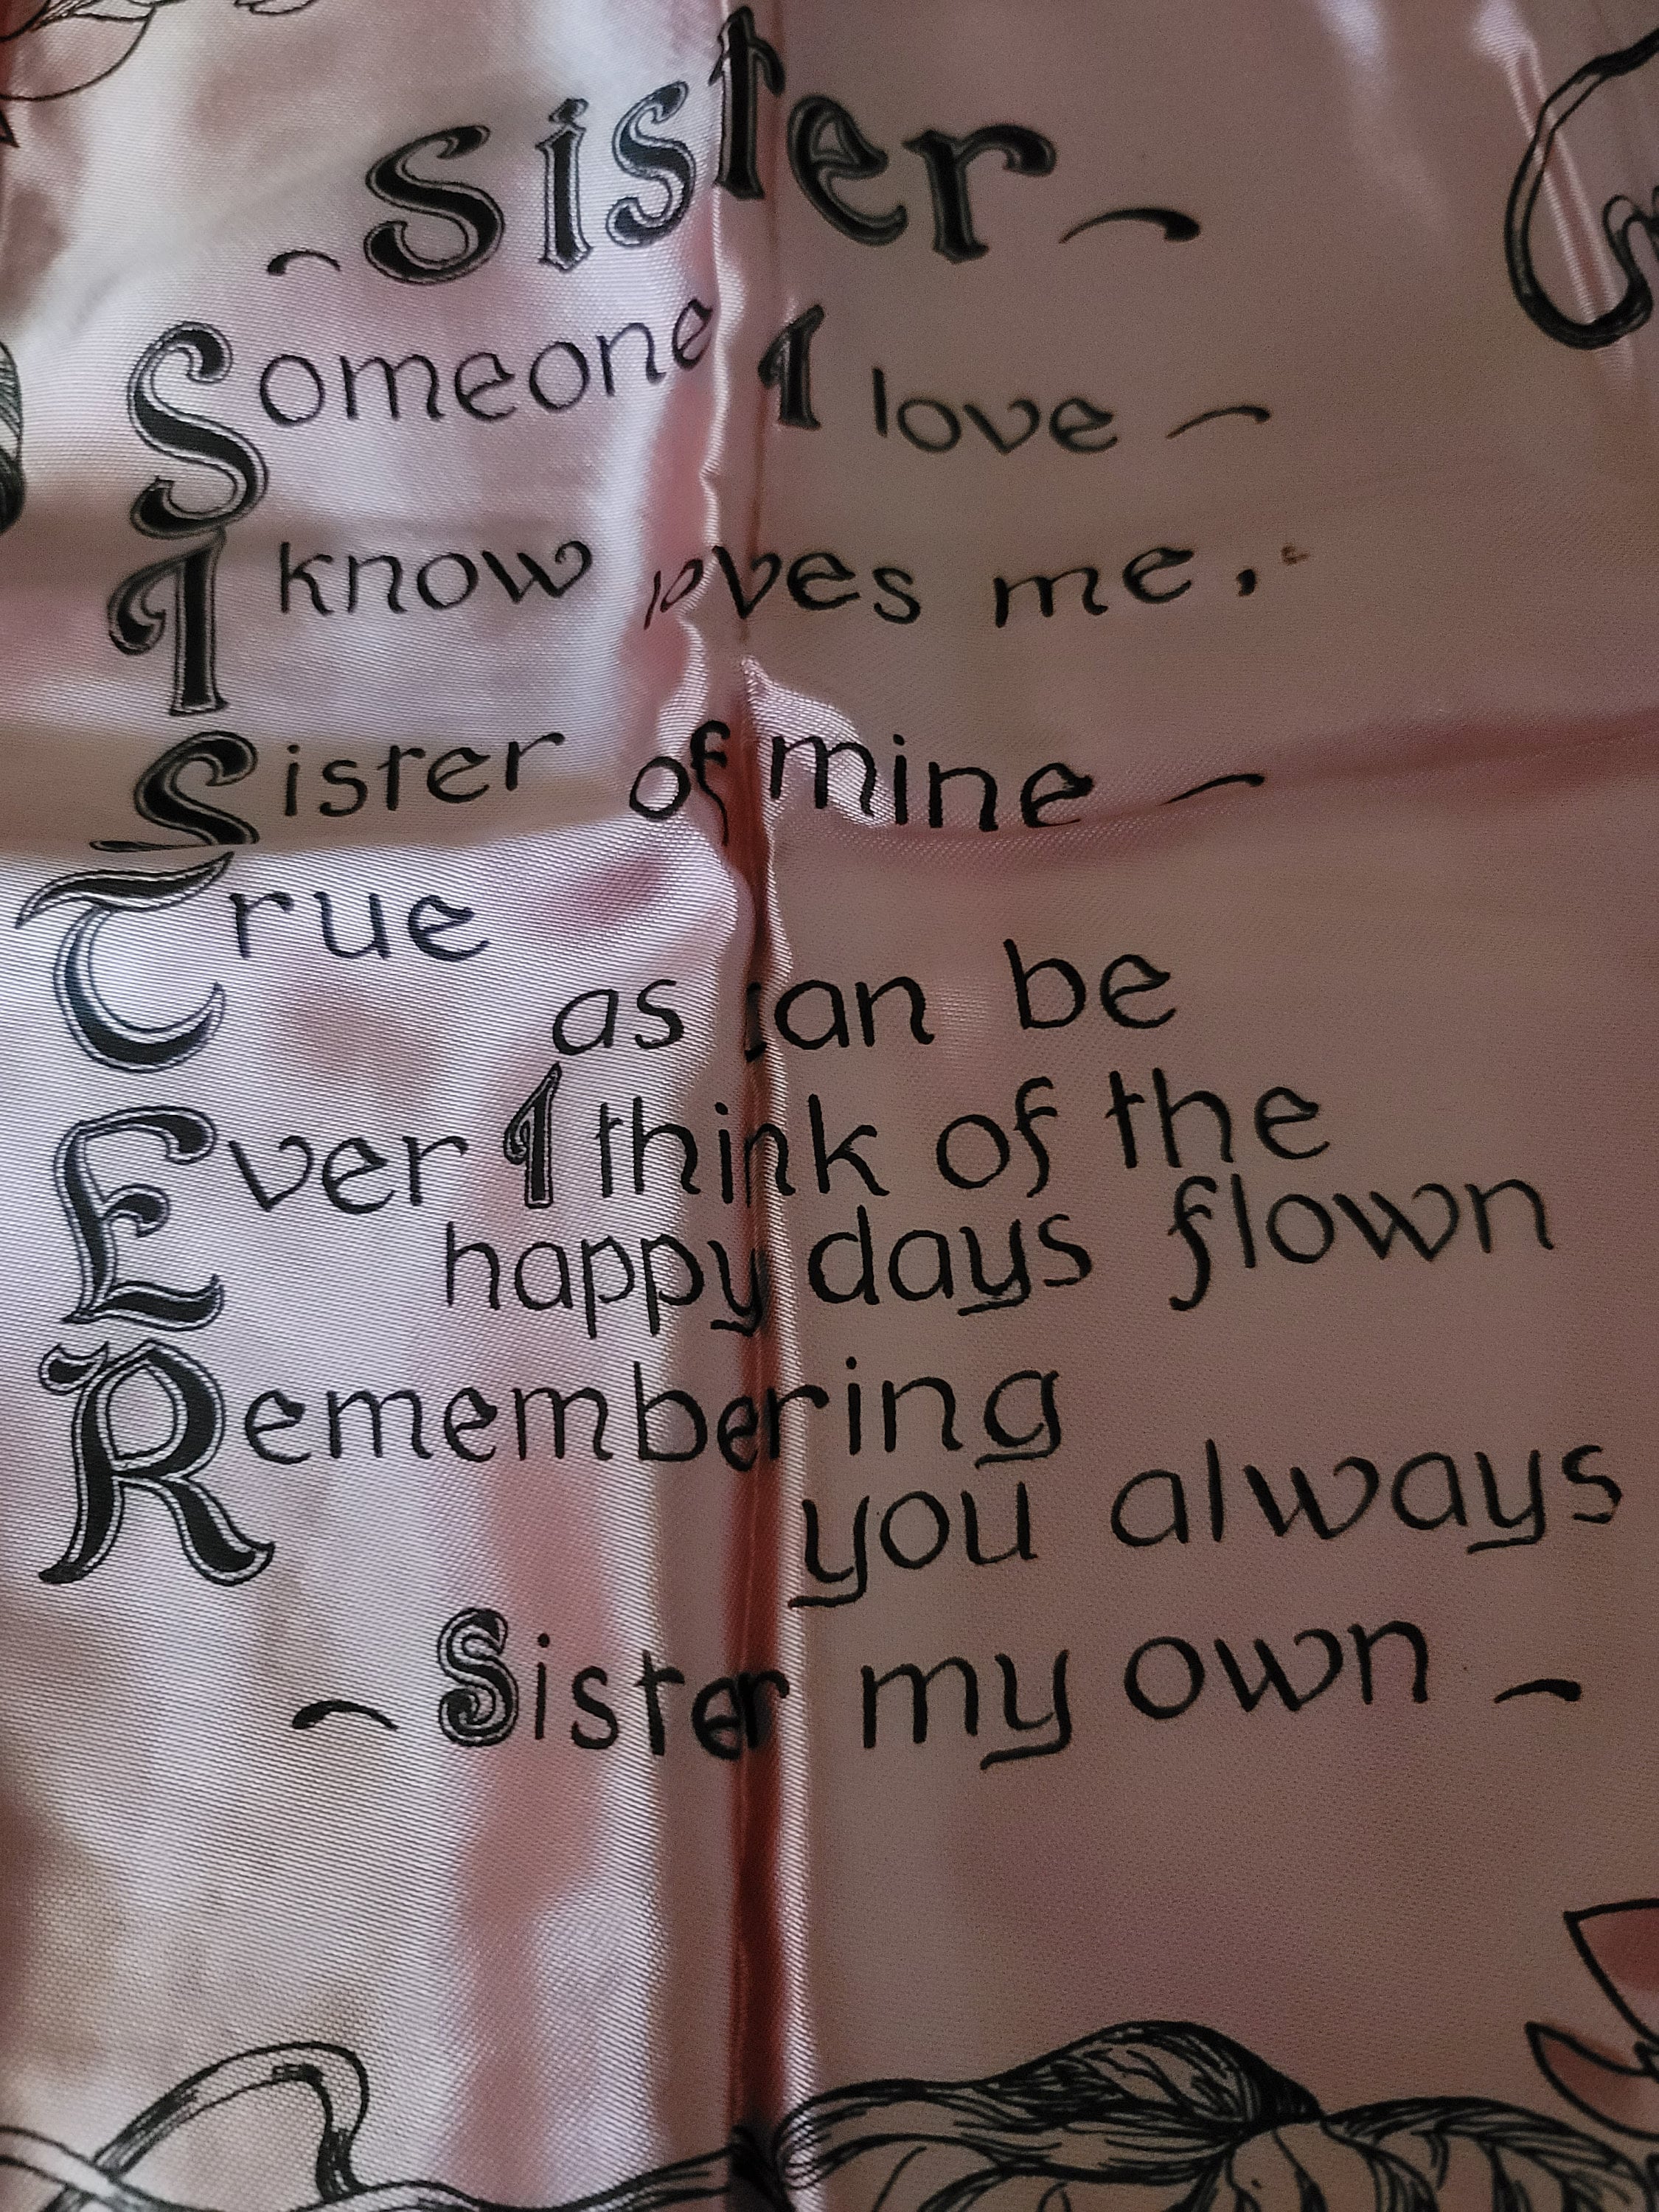 ~ Sister ~
Someone I love ~
I know loves me,
Sister of mine ~
True
as can be
Ever I think of the
happy days flown
Remembering
you always
~ Sister my own ~